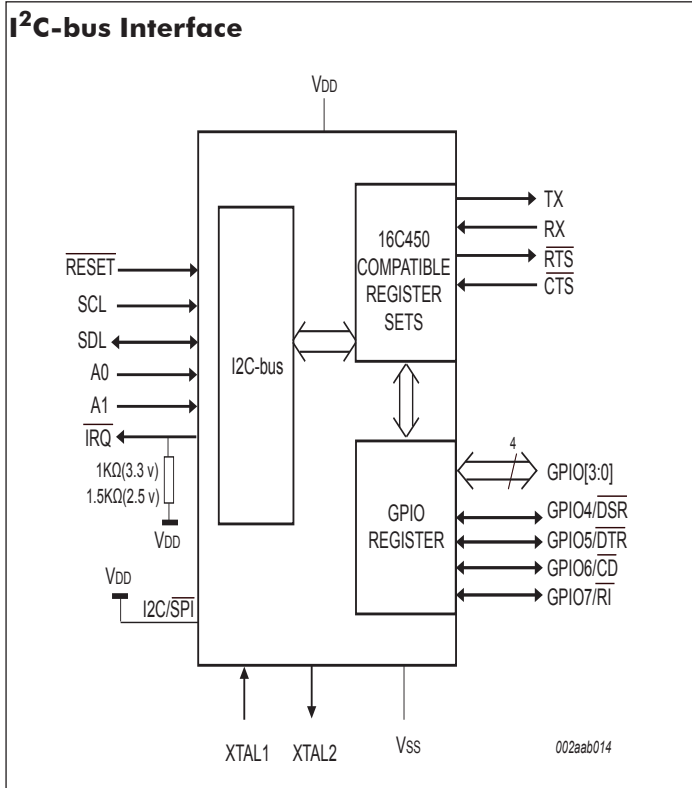 I²C-bus Interface
VDD
RESET
SCL
SDL
A0
A1
IRQ
1KΩ(3.3 v)
1.5KΩ(2.5 v)
VDD
VDD
I2C/SPI
I2C-bus
16C450
COMPATIBLE
REGISTER
SETS
GPIO
REGISTER
TX
RX
RTS
CTS
4
GPIO[3:0]
GPIO4/DSR
GPIO5/DTR
GPIO6/CD
GPIO7/RI
XTAL1
XTAL2
VSS
002aab014